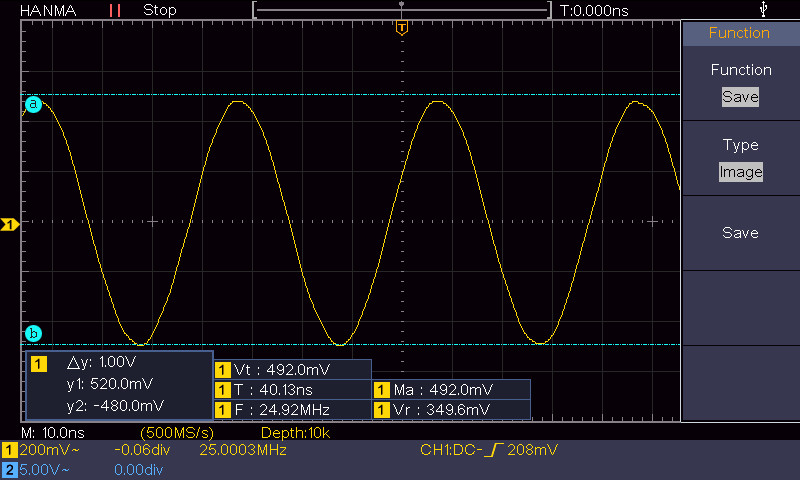 HANMA Stop T:0.000ns
T
Function
Function
Save
a
Type
Image
1
Save
b
1 Δy: 1.00V
y1: 520.0mV
y2: -480.0mV
1 Vt : 492.0mV
1 T : 40.13ns 1 Ma : 492.0mV
1 F : 24.92MHz 1 Vr : 349.6mV
M: 10.0ns (500MS/s) Depth:10k
1 200mV~ -0.06div 25.0003MHz CH1:DC- 208mV
2 5.00V~ 0.00div